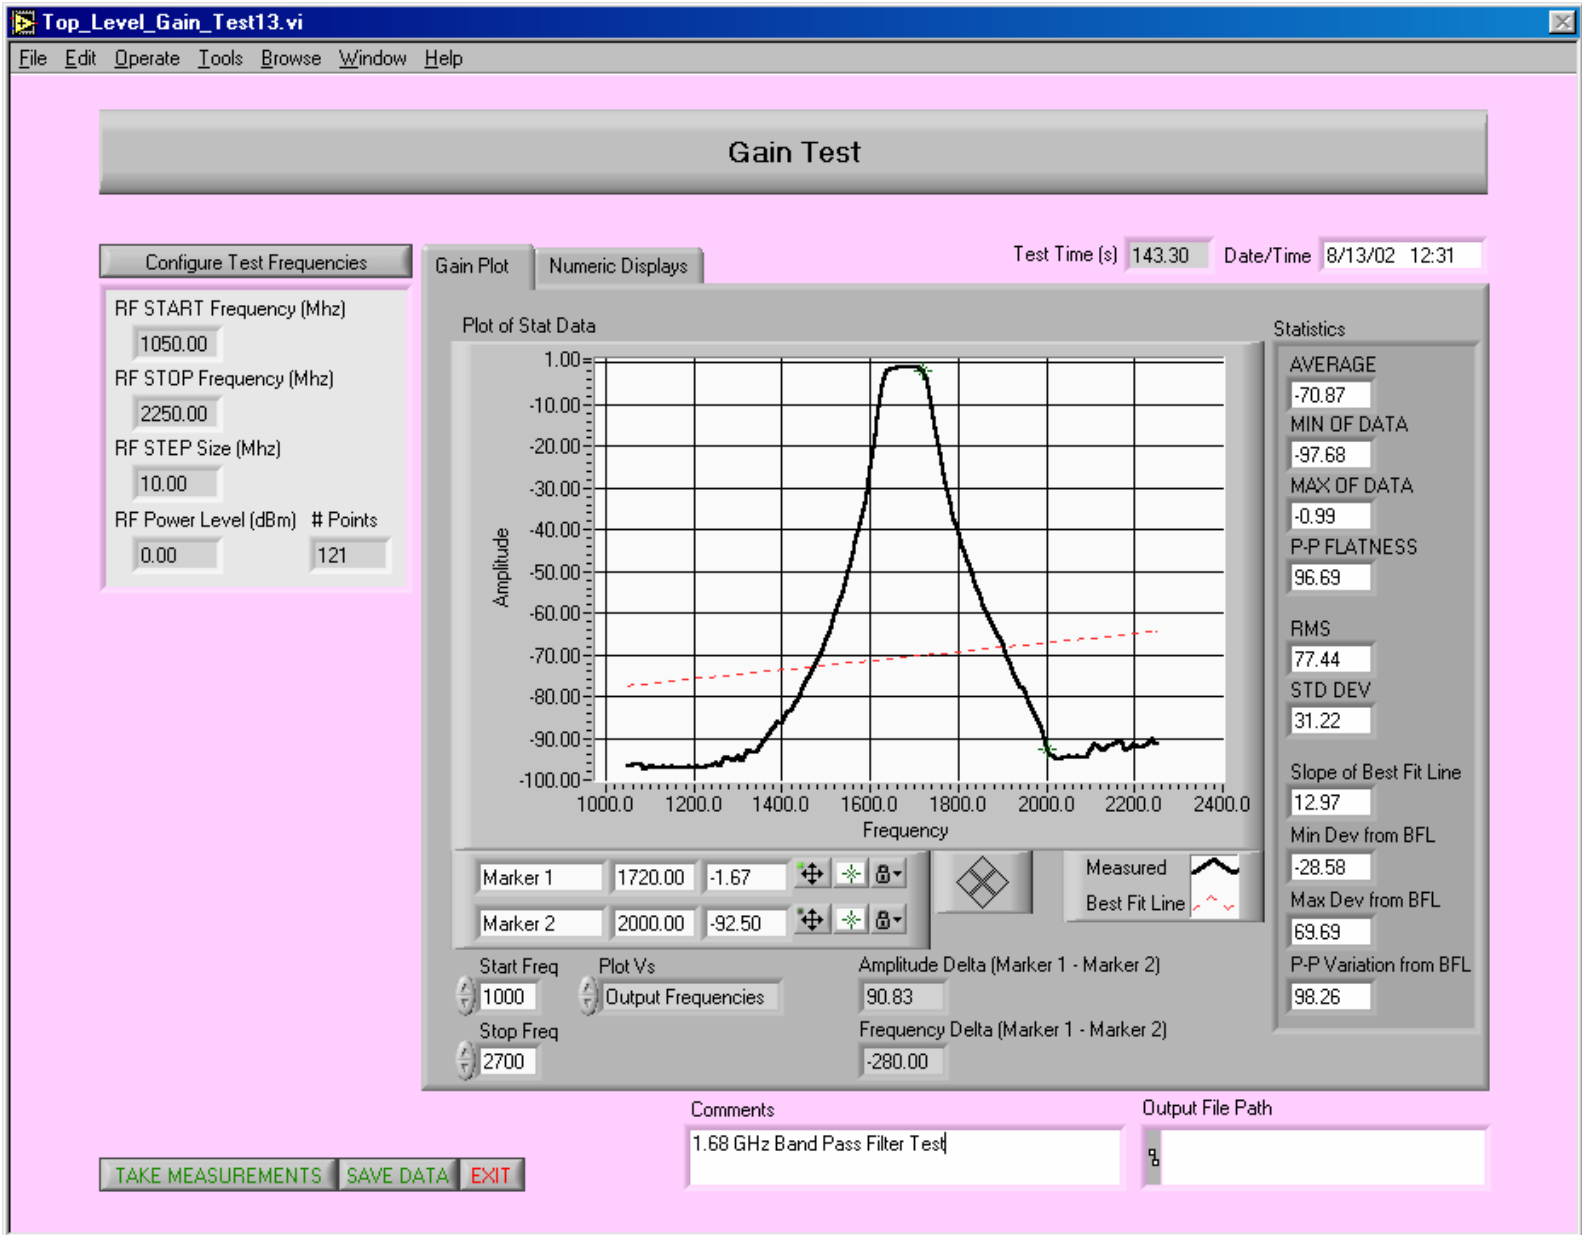 Top_Level_Gain_Test13.vi
File Edit Operate Tools Browse Window Help
Gain Test
Configure Test Frequencies
RF START Frequency (Mhz)
1050.00
RF STOP Frequency (Mhz)
2250.00
RF STEP Size (Mhz)
10.00
RF Power Level (dBm) # Points
0.00 121
Gain Plot Numeric Displays
Test Time (s) 143.30 Date/Time 8/13/02 12:31
Plot of Stat Data
1.00
-10.00
-20.00
-30.00
-40.00
-50.00
-60.00
-70.00
-80.00
-90.00
-100.00
Amplitude
1000.0 1200.0 1400.0 1600.0 1800.0 2000.0 2200.0 2400.0
Frequency
Marker 1 1720.00 -1.67
Marker 2 2000.00 -92.50
Measured
Best Fit Line
Start Freq
1000
Stop Freq
2700
Plot Vs
Output Frequencies
Amplitude Delta (Marker 1 - Marker 2)
90.83
Frequency Delta (Marker 1 - Marker 2)
-280.00
Statistics
AVERAGE
-70.87
MIN OF DATA
-97.68
MAX OF DATA
-0.99
P-P FLATNESS
96.69
RMS
77.44
STD DEV
31.22
Slope of Best Fit Line
12.97
Min Dev from BFL
-28.58
Max Dev from BFL
69.69
P-P Variation from BFL
98.26
Comments
1.68 GHz Band Pass Filter Test
Output File Path
TAKE MEASUREMENTS SAVE DATA EXIT